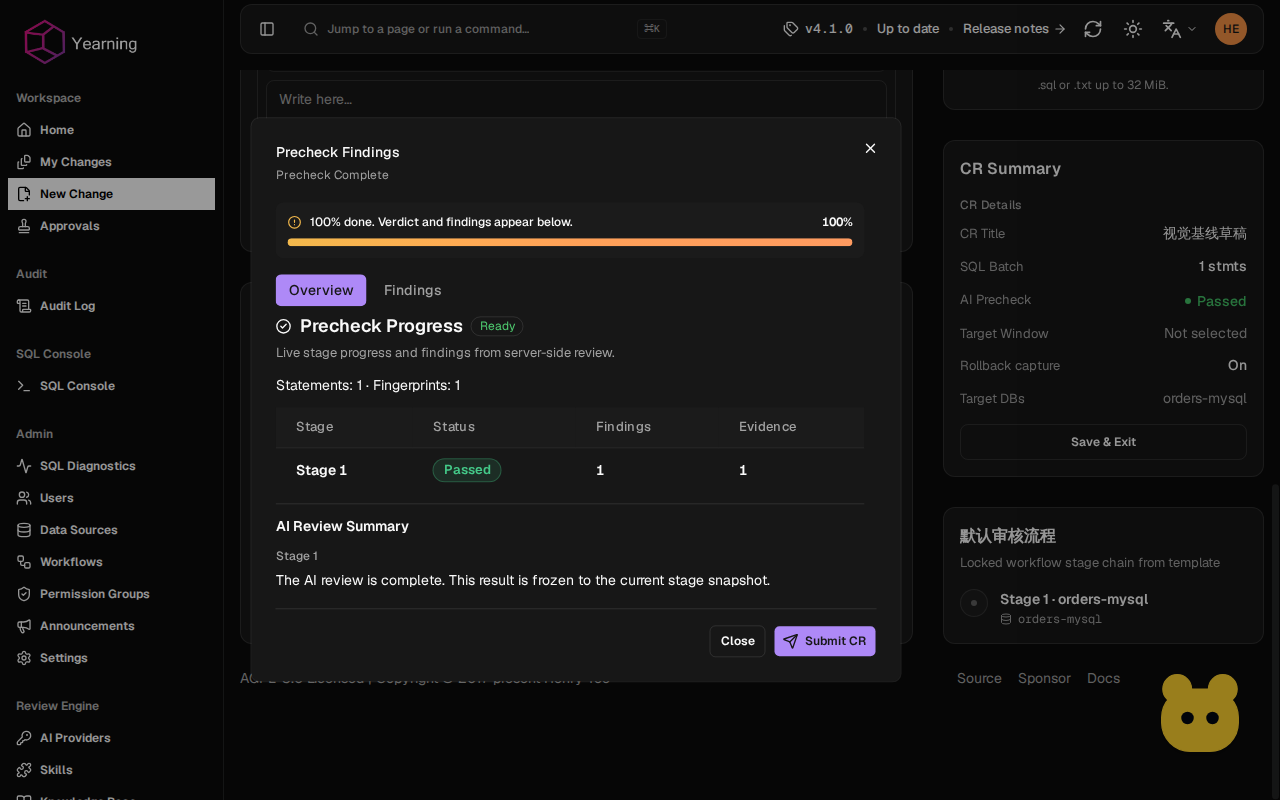 Yearning
Workspace
Home
My Changes
New Change
Approvals
Audit
Audit Log
SQL Console
SQL Console
Admin
SQL Diagnostics
Users
Data Sources
Workflows
Permission Groups
Announcements
Settings
Review Engine
AI Providers
Skills
Jump to a page or run a command...
⌘K
v4.1.0
Up to date
Release notes
HE
Write here...
Precheck Findings
Precheck Complete
100% done. Verdict and findings appear below.
100%
Overview
Findings
Precheck Progress
Ready
Live stage progress and findings from server-side review.
Statements: 1 · Fingerprints: 1
Stage Status Findings Evidence
Stage 1 Passed 1 1
AI Review Summary
Stage 1
The AI review is complete. This result is frozen to the current stage snapshot.
Close
Submit CR
.sql or .txt up to 32 MiB.
CR Summary
CR Details
CR Title 视觉基线草稿
SQL Batch 1 stmts
AI Precheck Passed
Target Window Not selected
Rollback capture On
Target DBs orders-mysql
Save & Exit
默认审核流程
Locked workflow stage chain from template
Stage 1 · orders-mysql
orders-mysql
Source
Sponsor
Docs